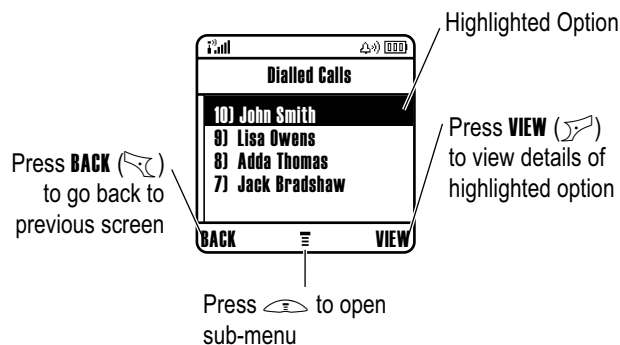 Highlighted Option
Dialled Calls
10) John Smith
9) Lisa Owens
8) Adda Thomas
7) Jack Bradshaw
BACK
VIEW
Press BACK ( )
to go back to
previous screen
Press VIEW ( )
to view details of
highlighted option
Press to open
sub-menu